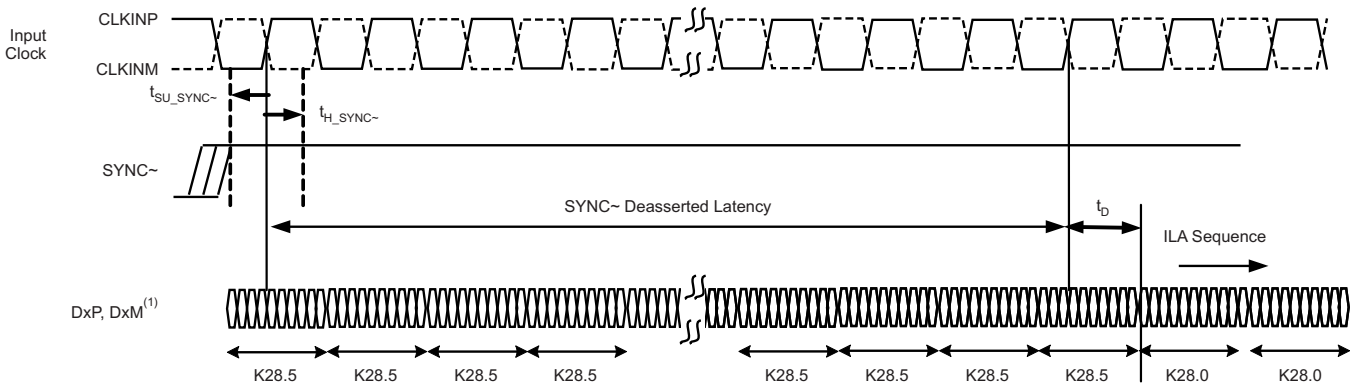 CLKINP
Input
Clock
CLKINM
tSU_SYNC~
tH_SYNC~
SYNC~
SYNC~ Deasserted Latency
tD
ILA Sequence
DxP, DxM(1)
K28.5 K28.5 K28.5 K28.5 K28.5 K28.5 K28.5 K28.5 K28.0 K28.0